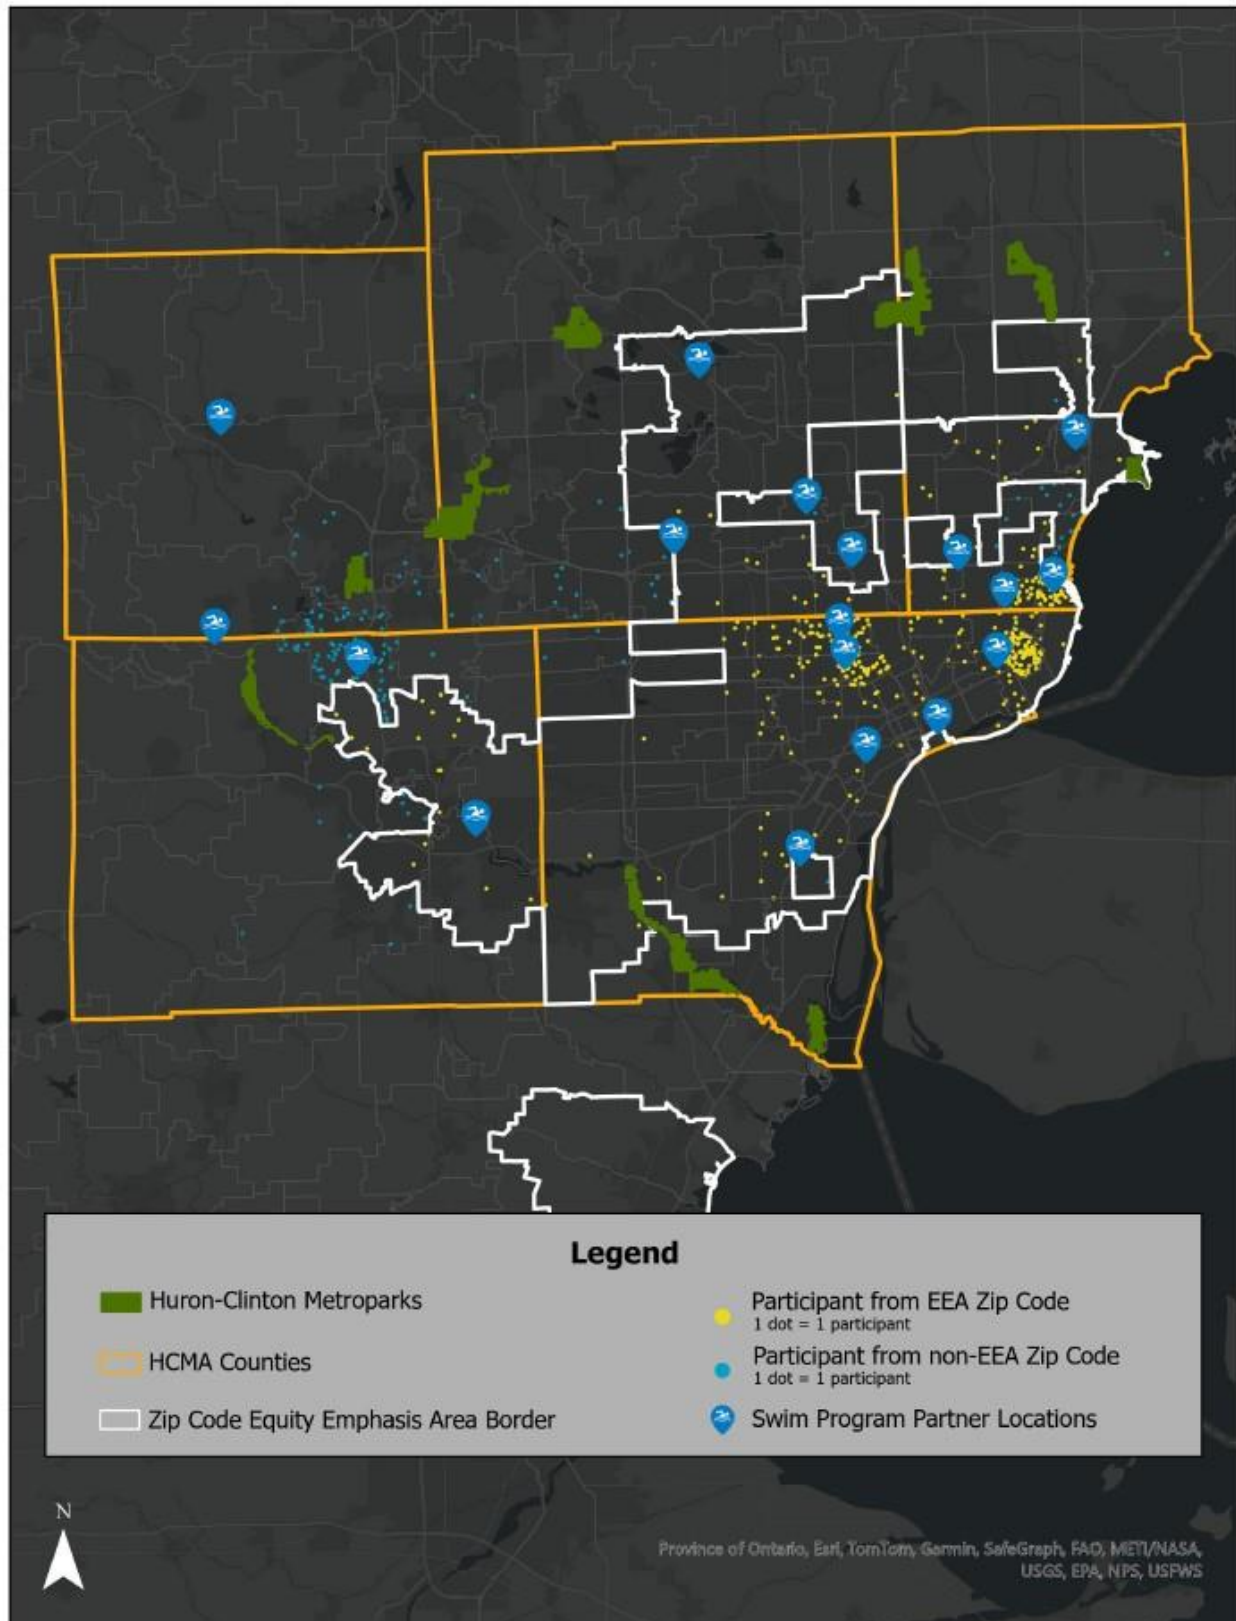 Legend
Huron-Clinton Metroparks
HCMA Counties
Zip Code Equity Emphasis Area Border
Participant from EEA Zip Code
1 dot = 1 participant
Participant from non-EEA Zip Code
1 dot = 1 participant
Swim Program Partner Locations
N
Province of Ontario, Esri, TomTom, Garmin, SafeGraph, FAO, METI/NASA,
USGS, EPA, NPS, USFWS